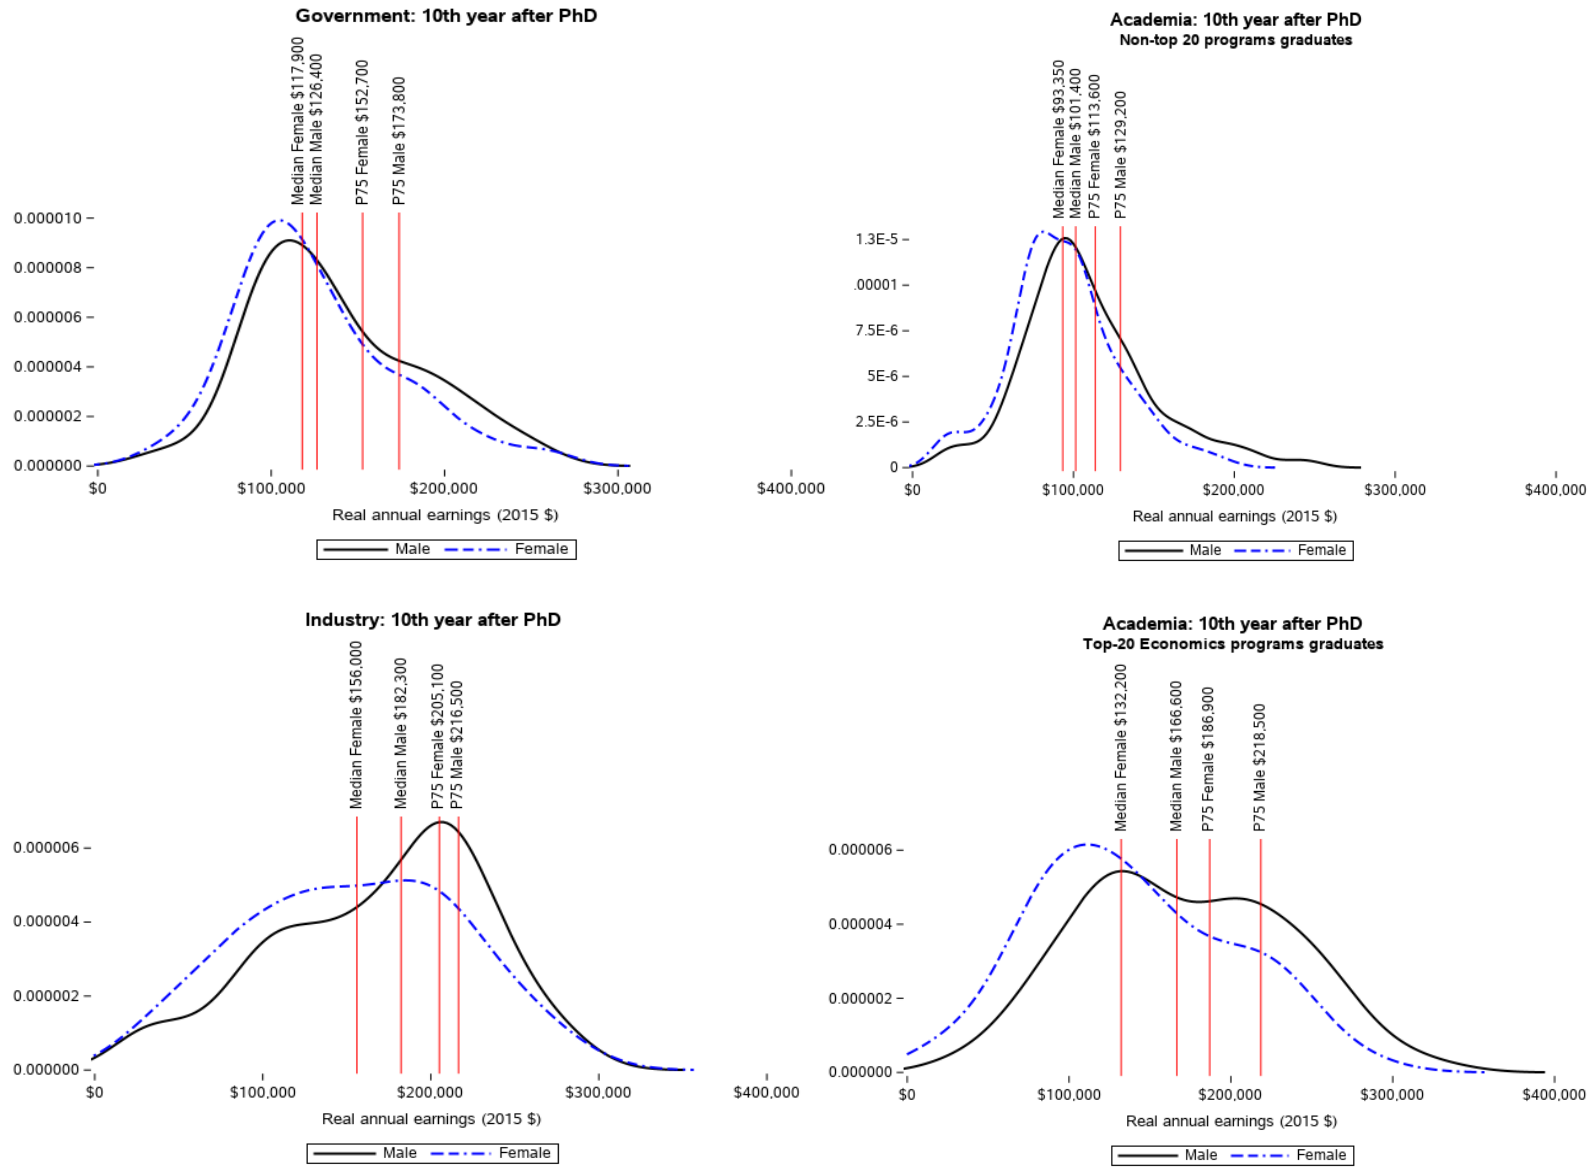 Government: 10th year after PhD
Median Female $117,900
Median Male $126,400
P75 Female $152,700
P75 Male $173,800
0.000010
0.000008
0.000006
0.000004
0.000002
0.000000
$0
$100,000
$200,000
$300,000
$400,000
Real annual earnings (2015 $)
Male
Female
Academia: 10th year after PhD
Non-top 20 programs graduates
Median Female $93,350
Median Male $101,400
P75 Female $113,600
P75 Male $129,200
1.3E-5
.00001
7.5E-6
5E-6
2.5E-6
0
$0
$100,000
$200,000
$300,000
$400,000
Real annual earnings (2015 $)
Male
Female
Industry: 10th year after PhD
Median Female $156,000
Median Male $182,300
P75 Female $205,100
P75 Male $216,500
0.000006
0.000004
0.000002
0.000000
$0
$100,000
$200,000
$300,000
$400,000
Real annual earnings (2015 $)
Male
Female
Academia: 10th year after PhD
Top-20 Economics programs graduates
Median Female $132,200
Median Male $166,600
P75 Female $186,900
P75 Male $218,500
0.000006
0.000004
0.000002
0.000000
$0
$100,000
$200,000
$300,000
$400,000
Real annual earnings (2015 $)
Male
Female